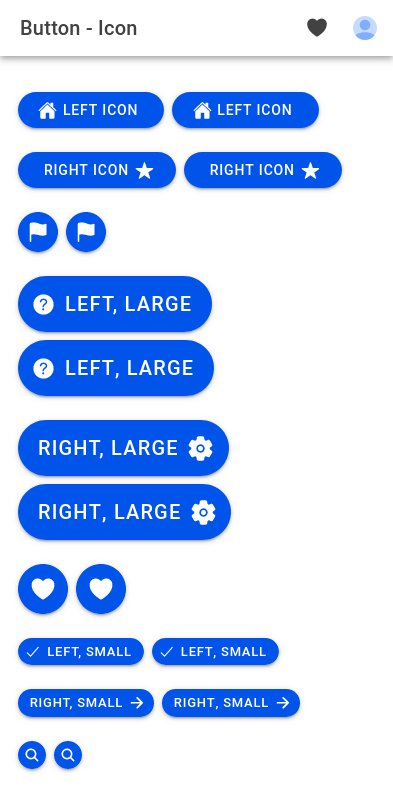 Button - Icon
LEFT ICON LEFT ICON
RIGHT ICON RIGHT ICON
LEFT, LARGE
LEFT, LARGE
RIGHT, LARGE
RIGHT, LARGE
LEFT, SMALL LEFT, SMALL
RIGHT, SMALL RIGHT, SMALL